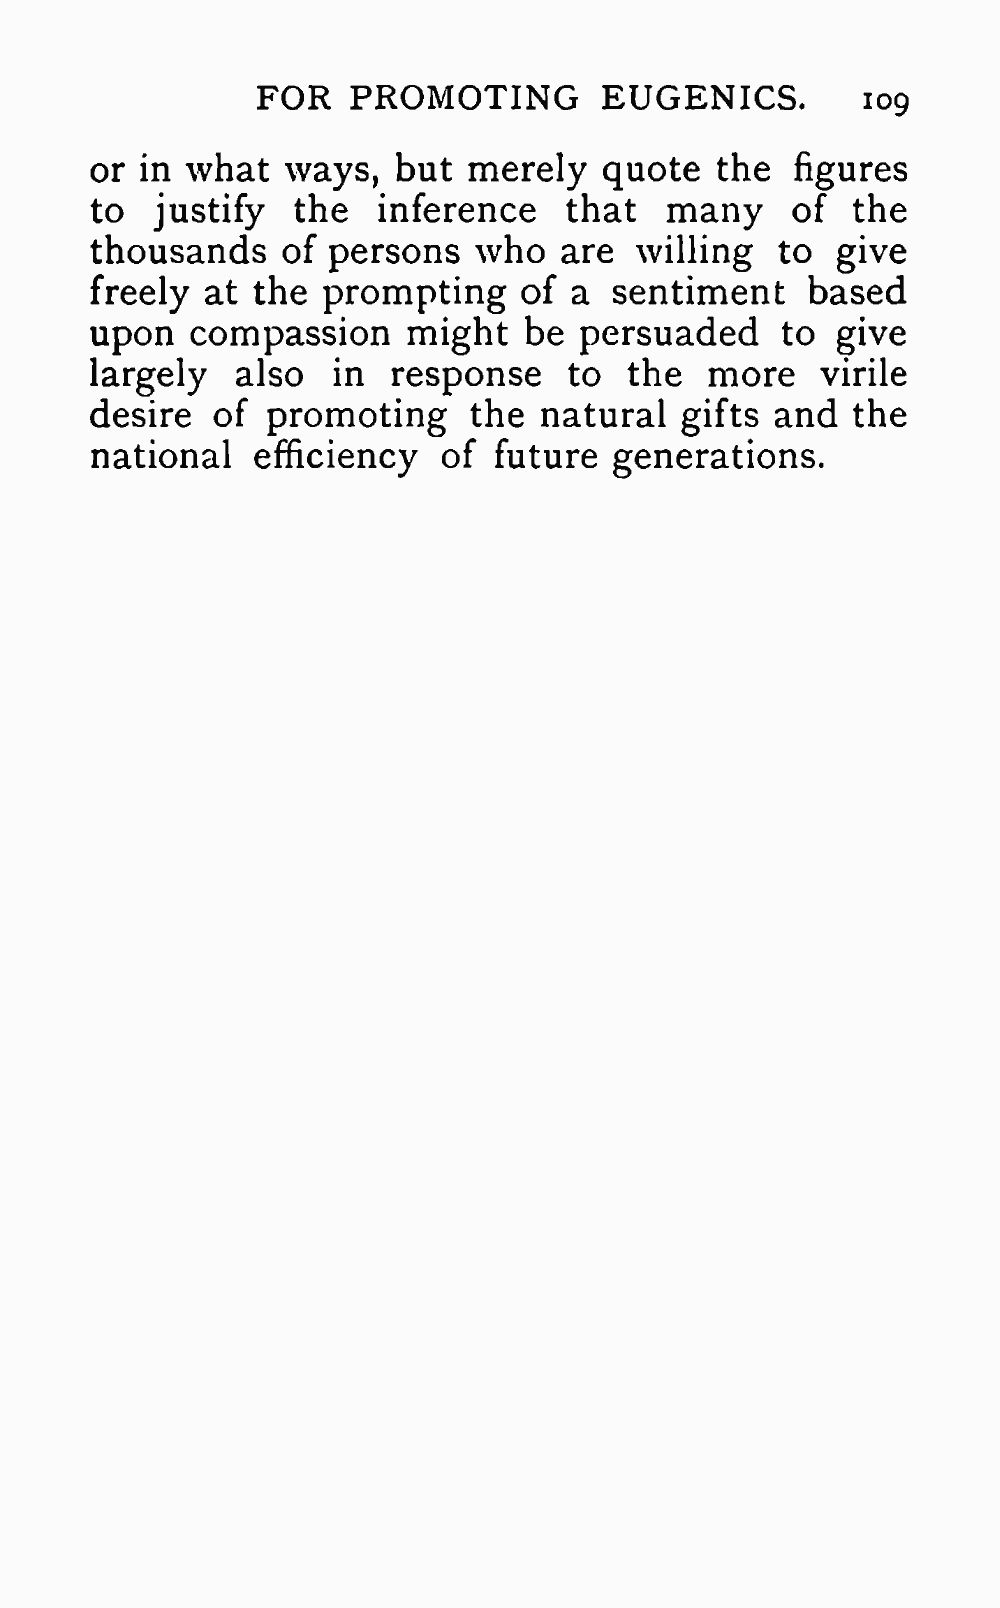 FOR PROMOTING EUGENICS. 109
or in what ways, but merely quote the figures
to justify the inference that many of the
thousands of persons who are willing to give
freely at the prompting of a sentiment based
upon compassion might be persuaded to give
largely also in response to the more virile
desire of promoting the natural gifts and the
national efficiency of future generations.